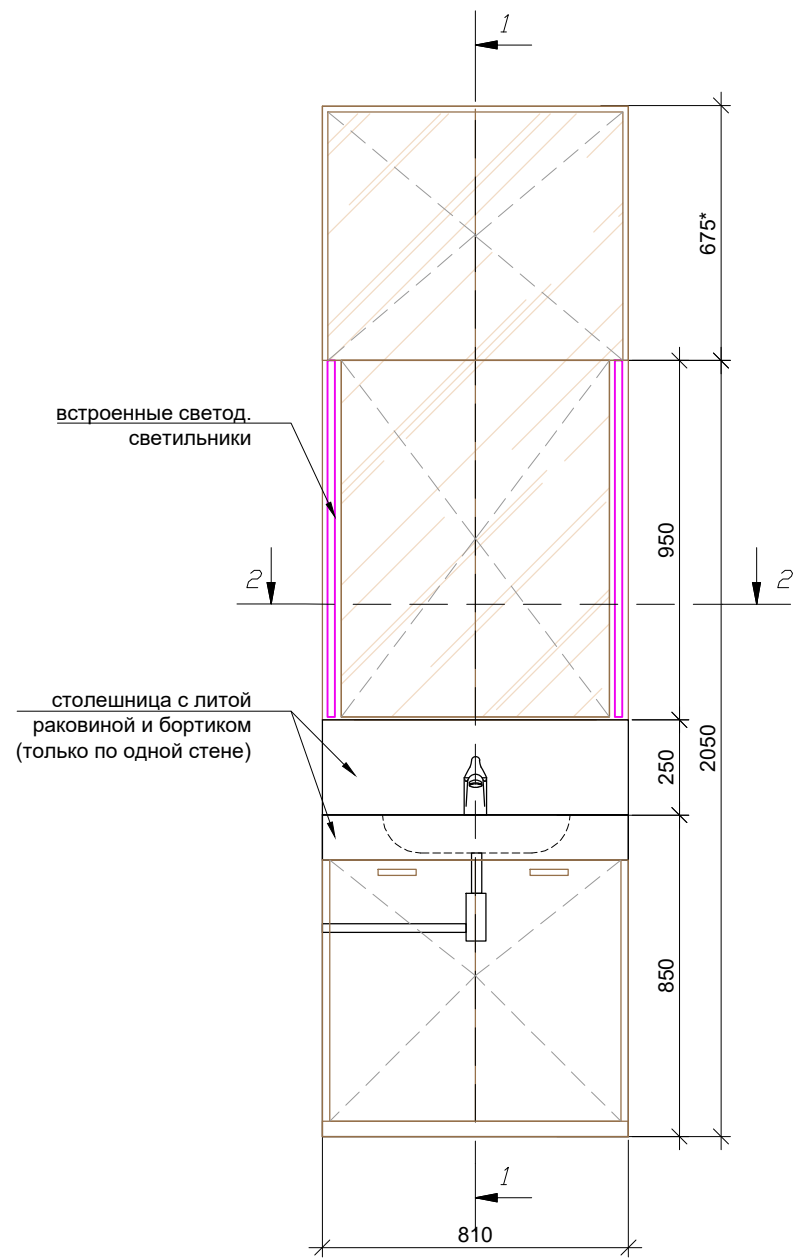 1
675*
встроенные светод.
светильники
950
2
2
столешница с литой
раковиной и бортиком
(только по одной стене)
250
2050
850
1
810